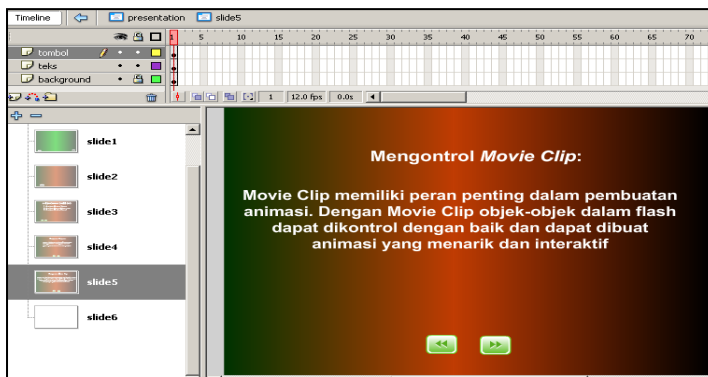 Timeline presentation slide5
1 5 10 15 20 25 30 35 40 45 50 55 60 65 70
tombol
teks
background
1 12.0 fps 0.0s
slide1
slide2
slide3
slide4
slide5
slide6
Mengontrol Movie Clip:
Movie Clip memiliki peran penting dalam pembuatan
animasi. Dengan Movie Clip objek-objek dalam flash
dapat dikontrol dengan baik dan dapat dibuat
animasi yang menarik dan interaktif